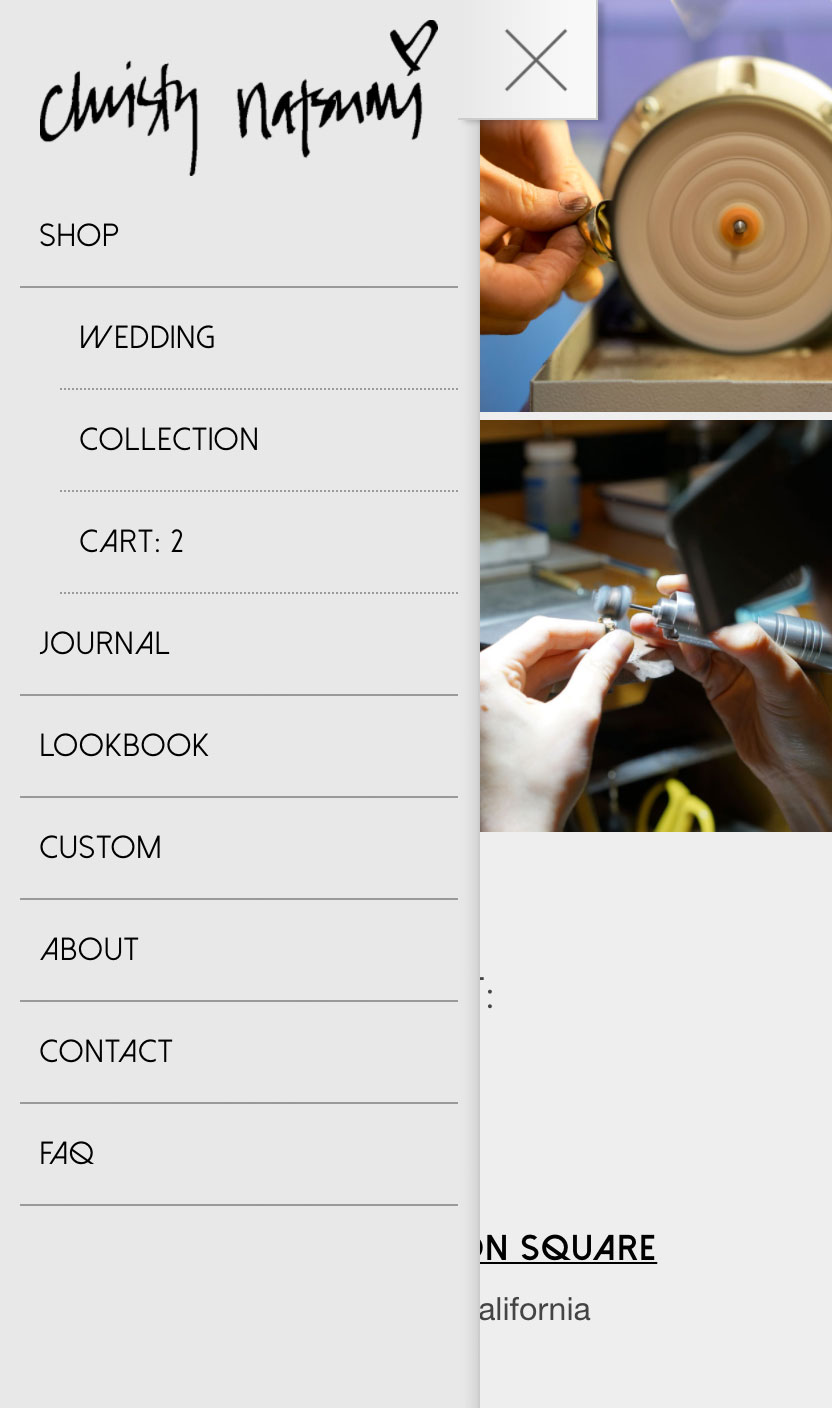 christy natsumi
SHOP
WEDDING
COLLECTION
CART: 2
JOURNAL
LOOKBOOK
CUSTOM
ABOUT
CONTACT
FAQ
:
ON SQUARE
alifornia